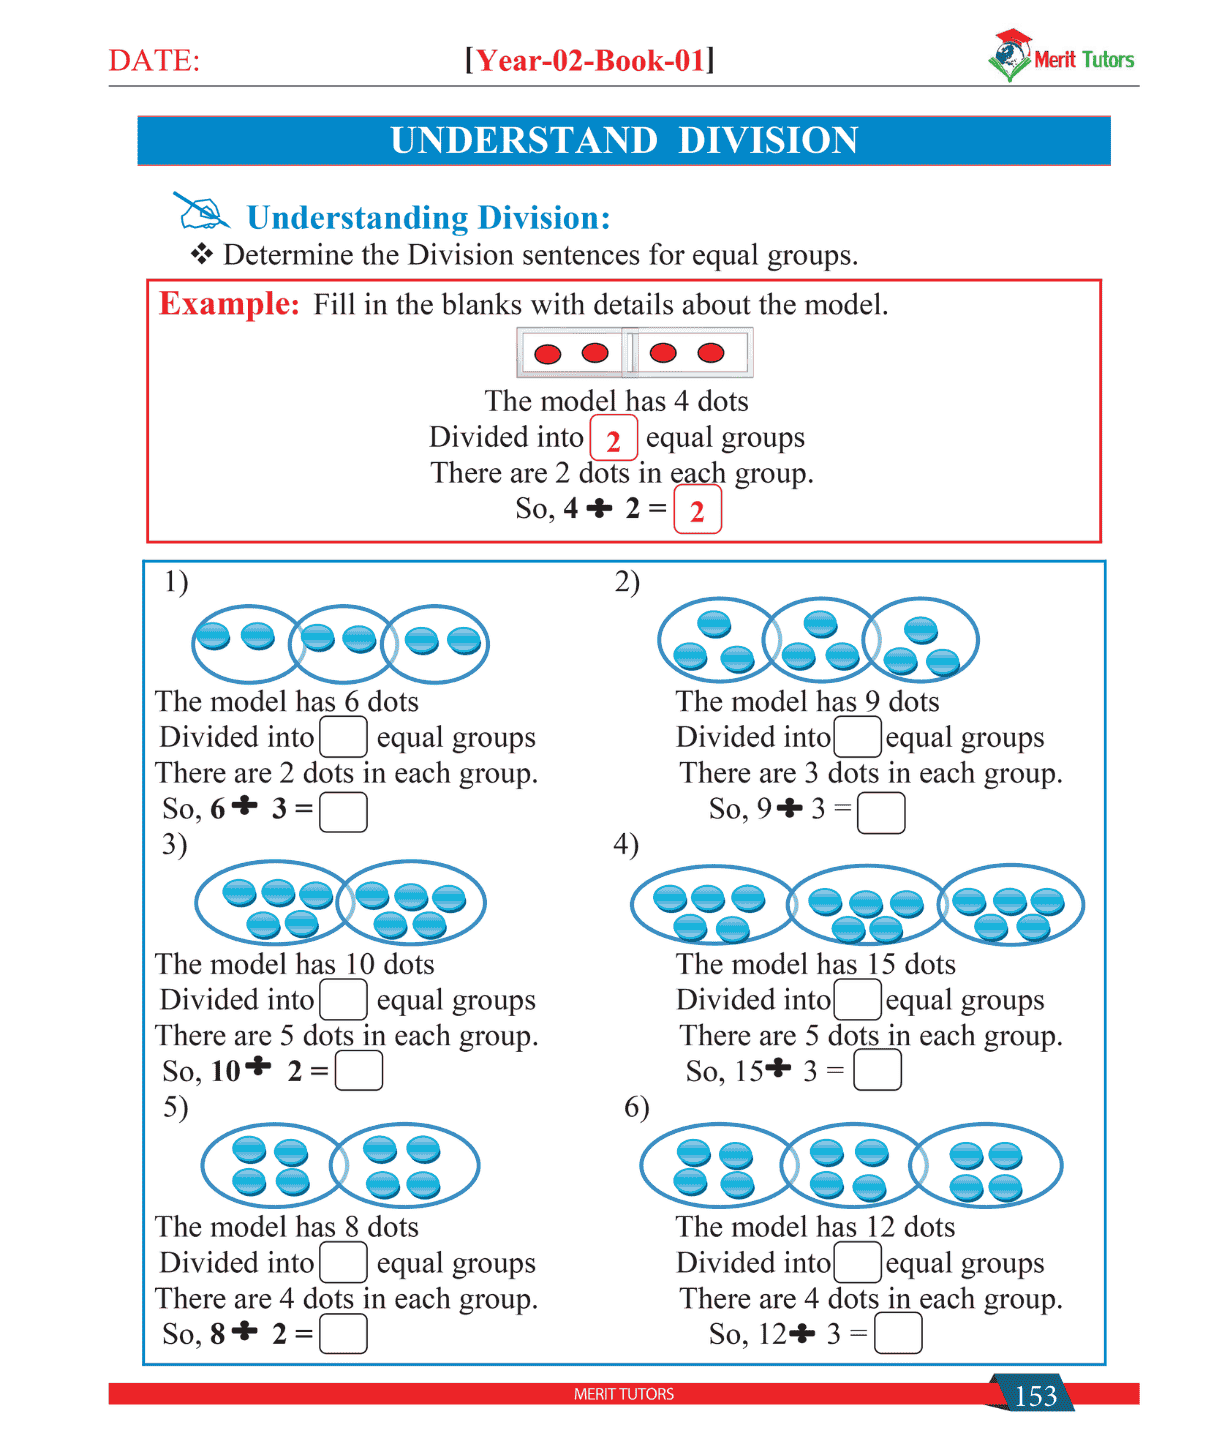 DATE:
[Year-02-Book-01]
Merit Tutors
UNDERSTAND DIVISION
Understanding Division:
❖ Determine the Division sentences for equal groups.
Example: Fill in the blanks with details about the model.
The model has 4 dots
Divided into 2 equal groups
There are 2 dots in each group.
So, 4 ÷ 2 = 2
1)
The model has 6 dots
Divided into equal groups
There are 2 dots in each group.
So, 6 ÷ 3 =
2)
The model has 9 dots
Divided into equal groups
There are 3 dots in each group.
So, 9 ÷ 3 =
3)
The model has 10 dots
Divided into equal groups
There are 5 dots in each group.
So, 10 ÷ 2 =
4)
The model has 15 dots
Divided into equal groups
There are 5 dots in each group.
So, 15 ÷ 3 =
5)
The model has 8 dots
Divided into equal groups
There are 4 dots in each group.
So, 8 ÷ 2 =
6)
The model has 12 dots
Divided into equal groups
There are 4 dots in each group.
So, 12 ÷ 3 =
MERIT TUTORS
153